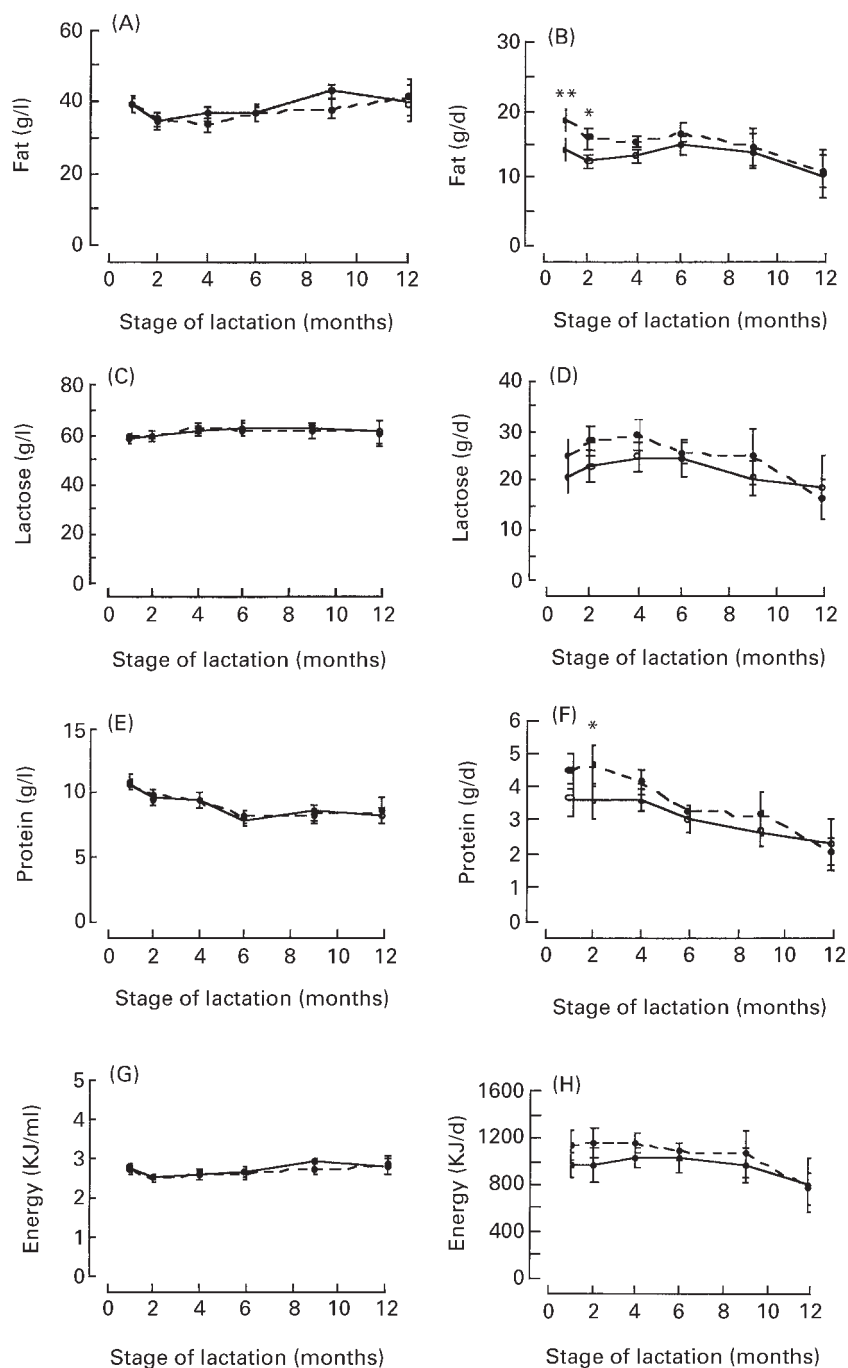 (A)
60
40
20
0
Fat (g/l)
0 2 4 6 8 10 12
Stage of lactation (months)
(B)
30
20
10
0
Fat (g/d)
**
*
0 2 4 6 8 10 12
Stage of lactation (months)
(C)
80
60
40
20
0
Lactose (g/l)
0 2 4 6 8 10 12
Stage of lactation (months)
(D)
40
30
20
10
0
Lactose (g/d)
0 2 4 6 8 10 12
Stage of lactation (months)
(E)
15
10
5
0
Protein (g/l)
0 2 4 6 8 10 12
Stage of lactation (months)
(F)
6
5
4
3
2
1
0
Protein (g/d)
*
0 2 4 6 8 10 12
Stage of lactation (months)
(G)
5
4
3
2
1
0
Energy (KJ/ml)
0 2 4 6 8 10 12
Stage of lactation (months)
(H)
1600
1200
800
400
0
Energy (KJ/d)
0 2 4 6 8 10 12
Stage of lactation (months)